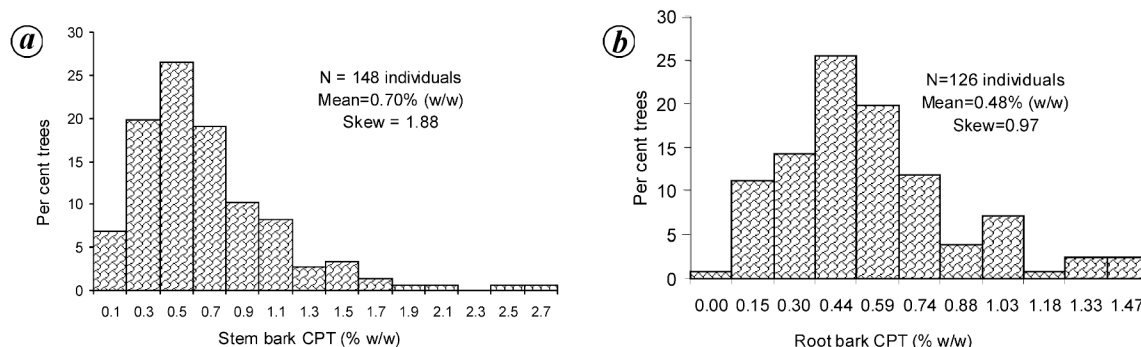 a
N = 148 individuals
Mean=0.70% (w/w)
Skew = 1.88
Per cent trees
30
25
20
15
10
5
0
0.1 0.3 0.5 0.7 0.9 1.1 1.3 1.5 1.7 1.9 2.1 2.3 2.5 2.7
Stem bark CPT (% w/w)
b
N=126 individuals
Mean=0.48% (w/w)
Skew=0.97
Per cent trees
30
25
20
15
10
5
0
0.00 0.15 0.30 0.44 0.59 0.74 0.88 1.03 1.18 1.33 1.47
Root bark CPT (% w/w)